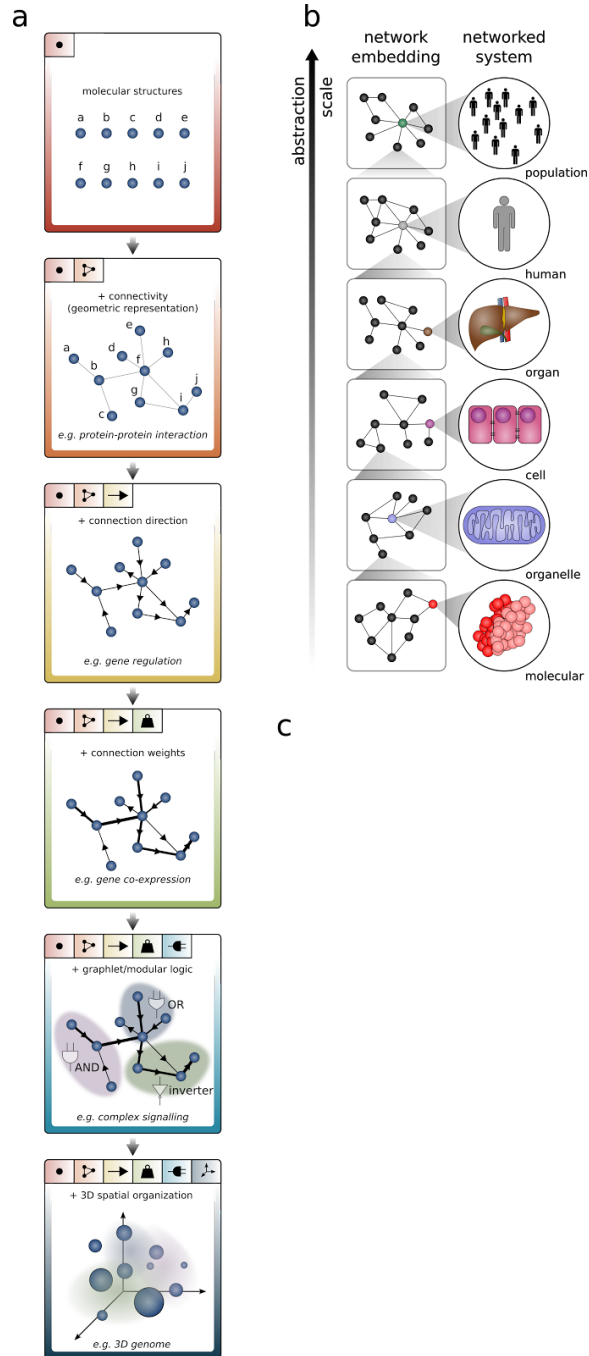 a
molecular structures
a b c d e
f g h i j
+ connectivity
(geometric representation)
e
a
d
h
b
f
j
g
i
c
e.g. protein-protein interaction
+ connection direction
e.g. gene regulation
+ connection weights
e.g. gene co-expression
+ graphlet/modular logic
OR
AND
inverter
e.g. complex signalling
+ 3D spatial organization
e.g. 3D genome
b
network
embedding
networked
system
abstraction
scale
population
human
organ
cell
organelle
molecular
c